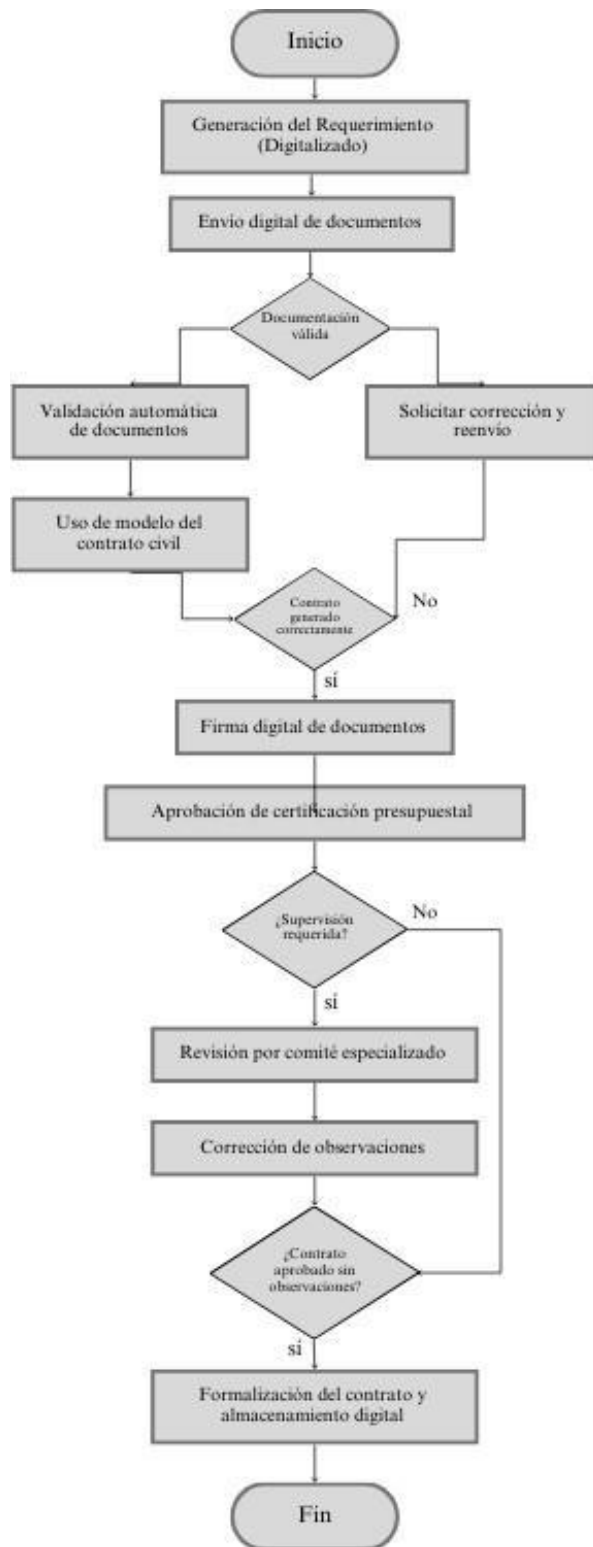 Inicio
Generación del Requerimiento
(Digitalizado)
Envio digital de documentos
Documentación
válida
Validación automática
de documentos
Solicitar corrección y
reenvío
Uso de modelo del
contrato civil
Contrato
generado
correctamente
No
sí
Firma digital de documentos
Aprobación de certificación presupuestal
¿Supervisión
requerida?
No
sí
Revisión por comité especializado
Corrección de observaciones
¿Contrato
aprobado sin
observaciones?
sí
Formalización del contrato y
almacenamiento digital
Fin